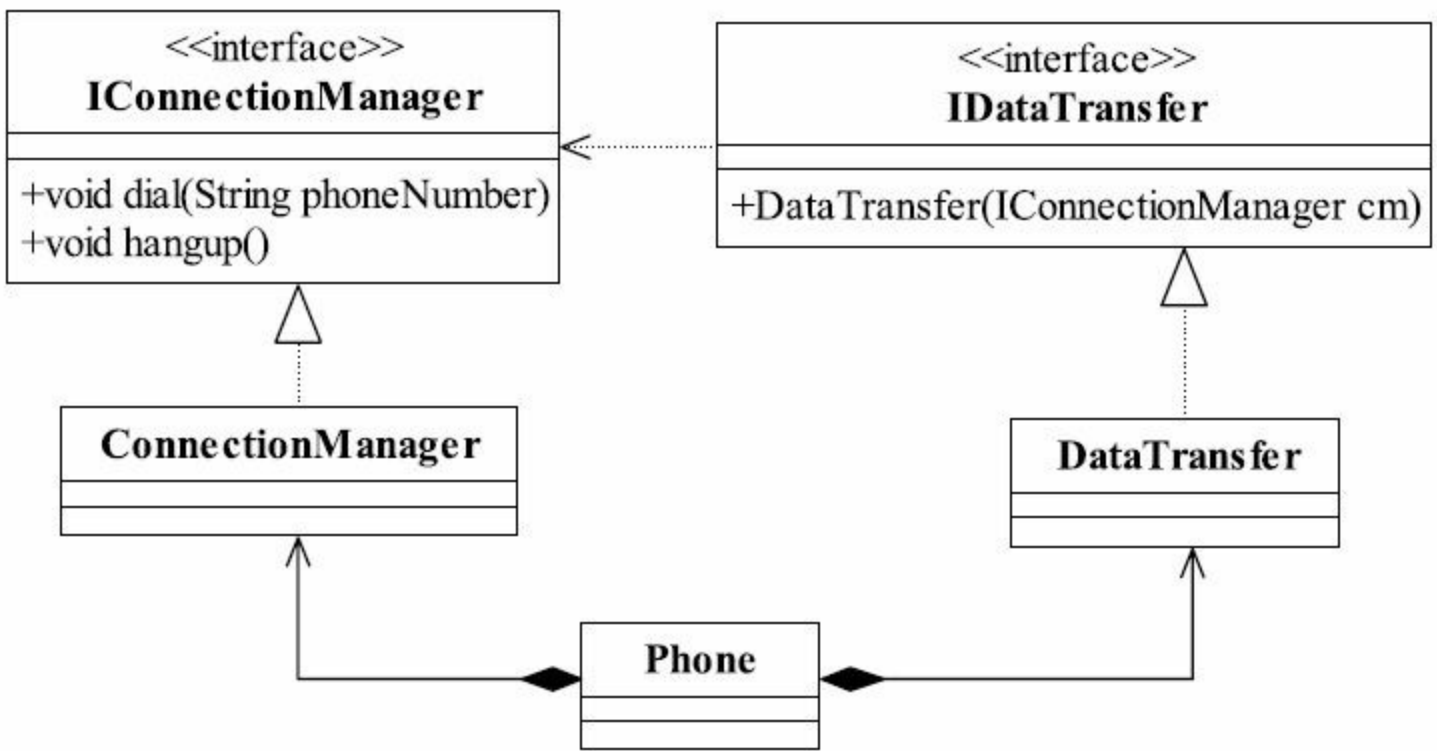 <<interface>>
IConnectionManager
+void dial(String phoneNumber)
+void hangup()
<<interface>>
IDataTransfer
+DataTransfer(IConnectionManager cm)
ConnectionManager
DataTransfer
Phone